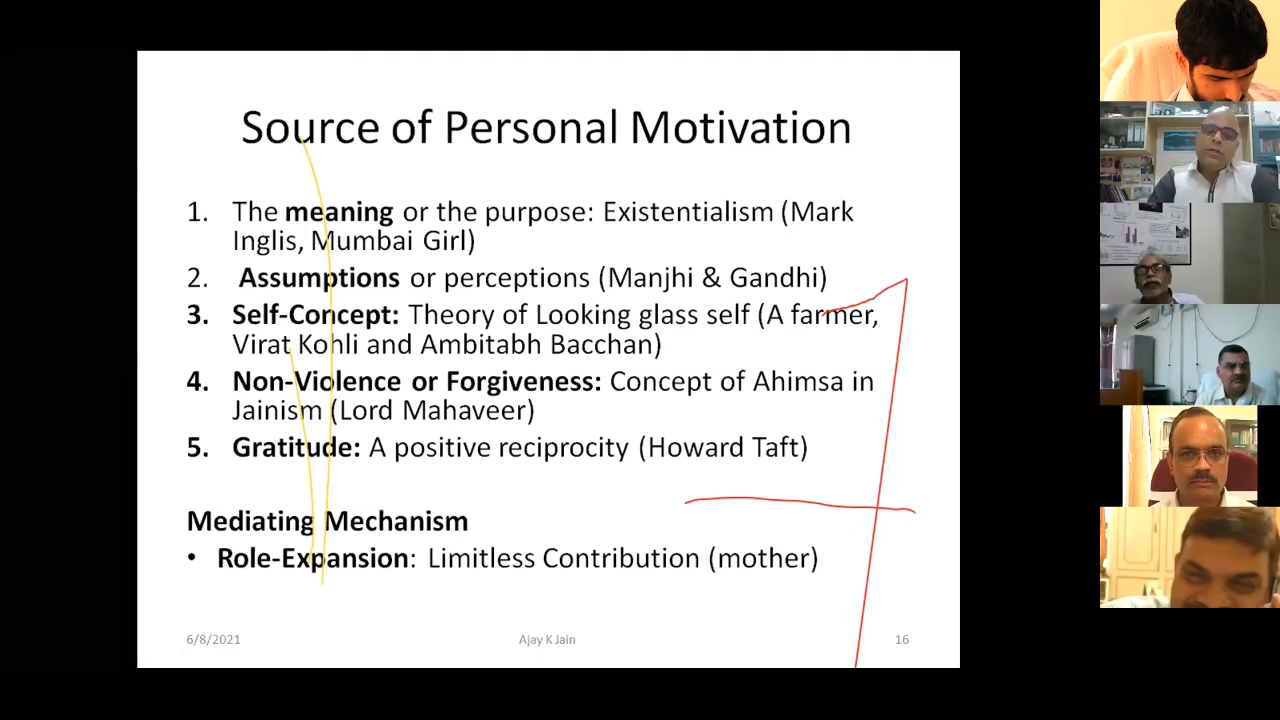 Source of Personal Motivation
1. The meaning or the purpose: Existentialism (Mark
Inglis, Mumbai Girl)
2. Assumptions or perceptions (Manjhi & Gandhi)
3. Self-Concept: Theory of Looking glass self (A farmer,
Virat Kohli and Ambitabh Bacchan)
4. Non-Violence or Forgiveness: Concept of Ahimsa in
Jainism (Lord Mahaveer)
5. Gratitude: A positive reciprocity (Howard Taft)
Mediating Mechanism
• Role-Expansion: Limitless Contribution (mother)
6/8/2021
Ajay K Jain
16